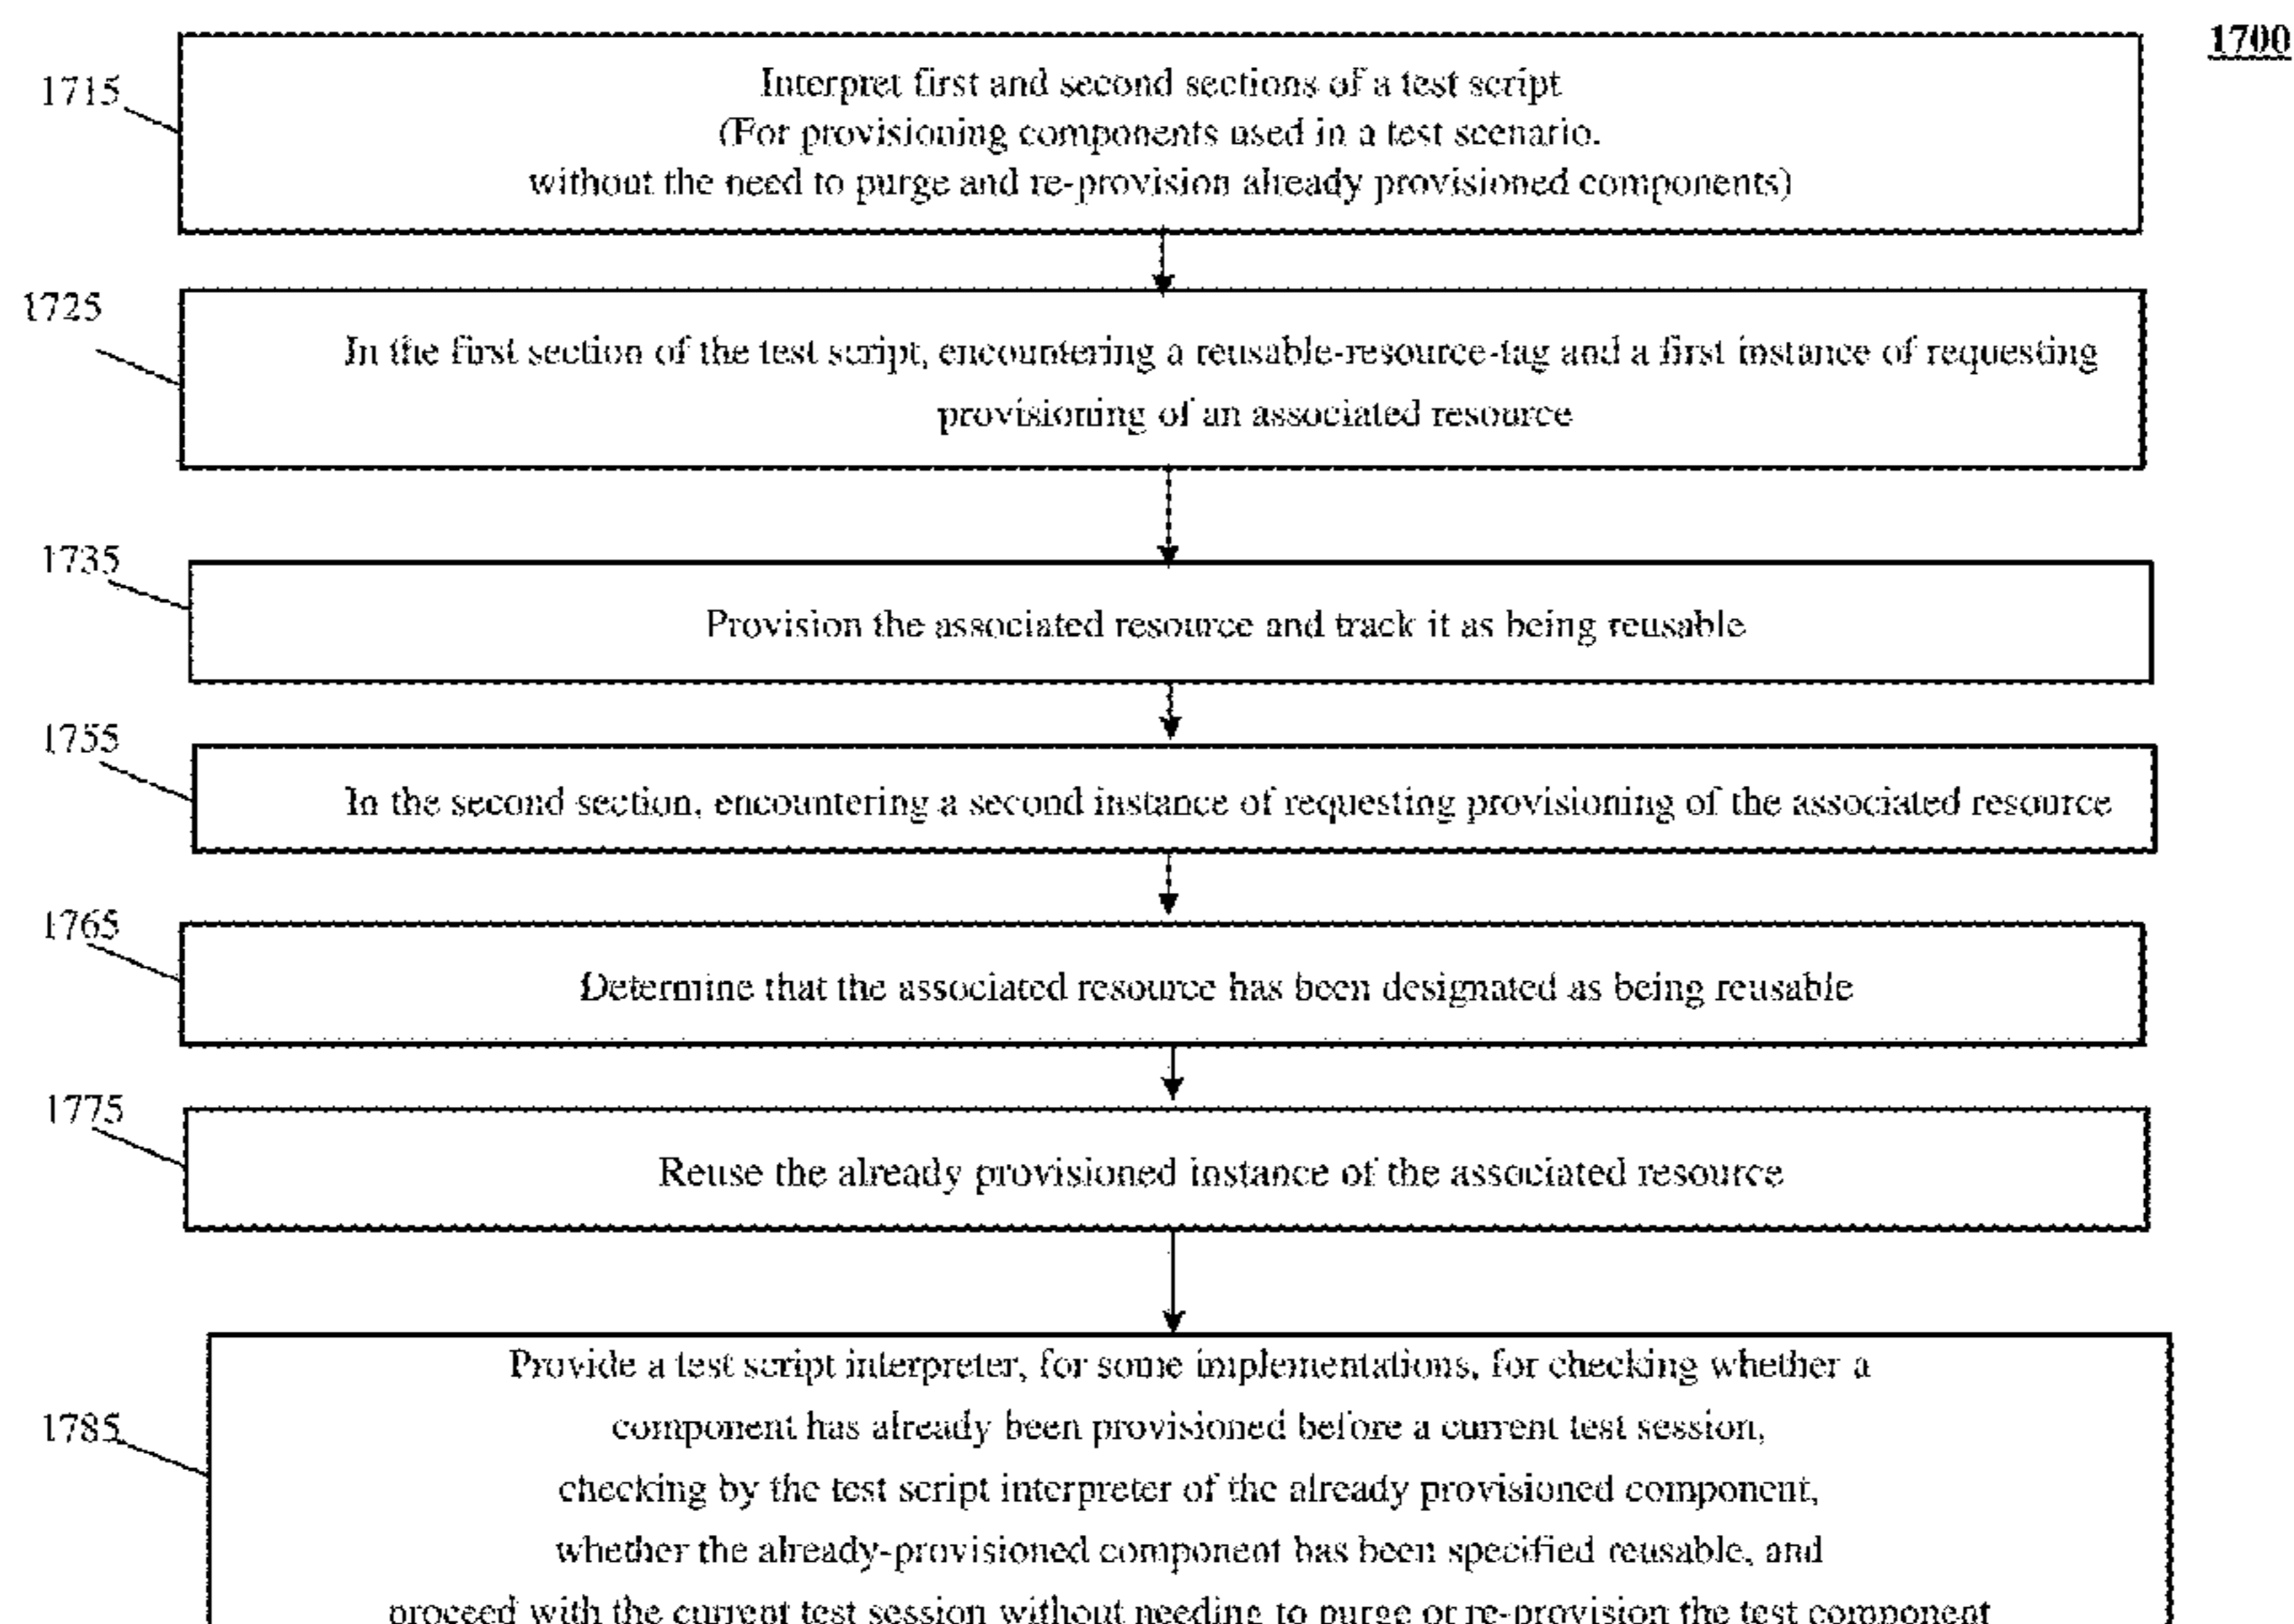 1700
1715
Interpret first and second sections of a test script
(For provisioning components used in a test scenario.
without the need to purge and re-provision already provisioned components)
1725
In the first section of the test script, encountering a reusable-resource-tag and a first instance of requesting
provisioning of an associated resource
1735
Provision the associated resource and track it as being reusable
1755
In the second section, encountering a second instance of requesting provisioning of the associated resource
1765
Determine that the associated resource has been designated as being reusable
1775
Reuse the already provisioned instance of the associated resource
1785
Provide a test script interpreter, for some implementations, for checking whether a
component has already been provisioned before a current test session,
checking by the test script interpreter of the already provisioned component,
whether the already-provisioned component has been specified reusable, and
proceed with the current test session without needing to purge or re-provision the test component